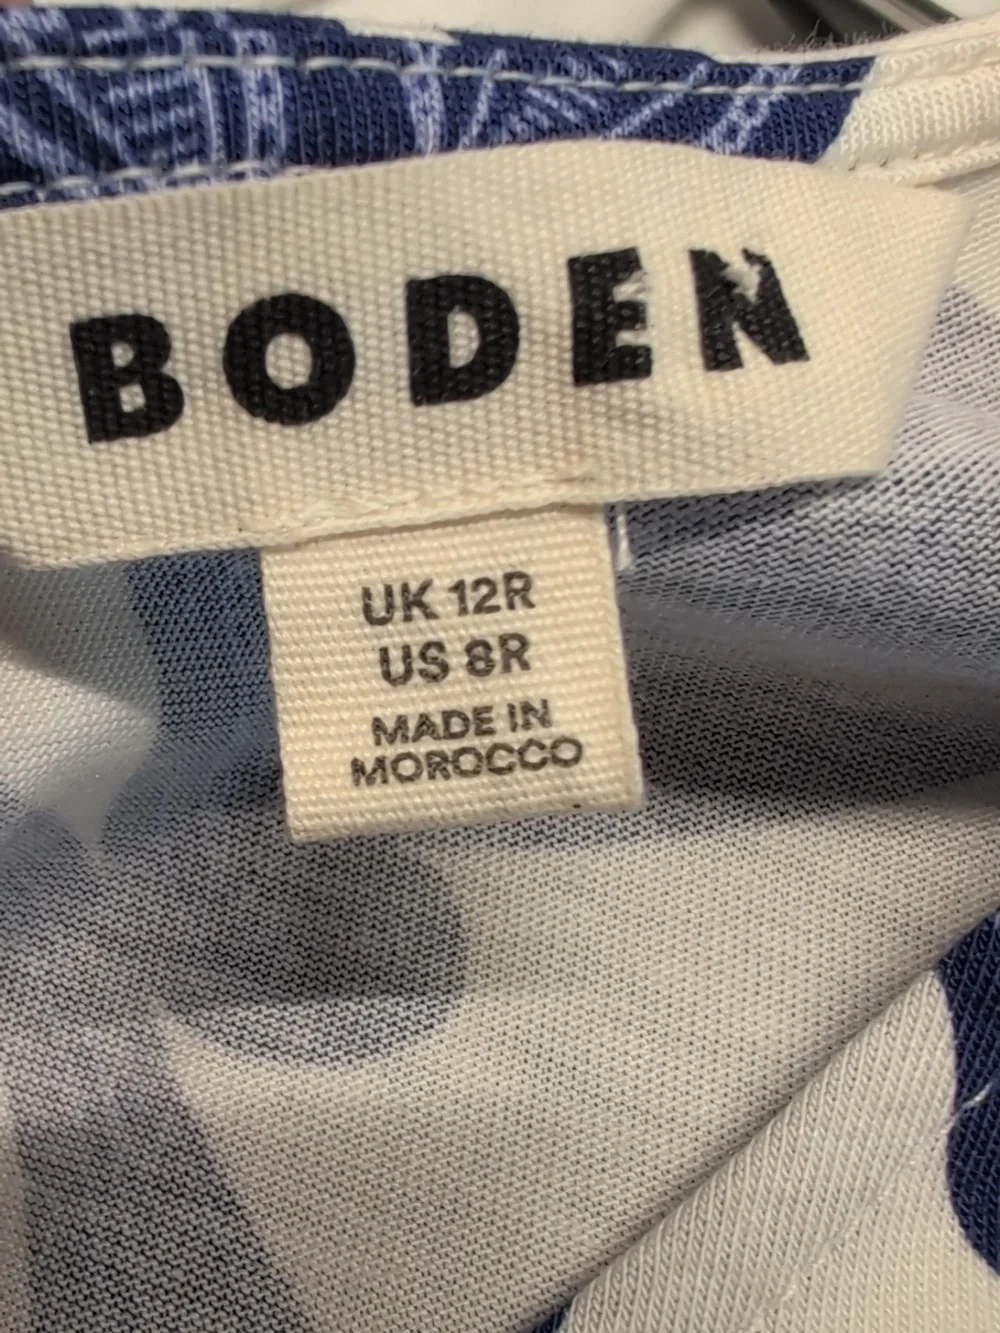 BODEN
UK 12R
US 8R
MADE IN
MOROCCO